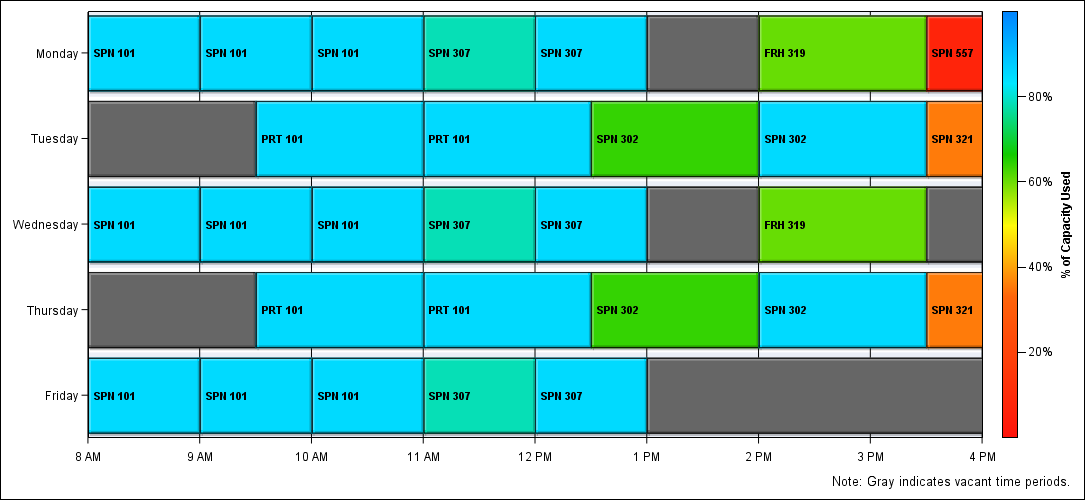 Monday SPN 101 SPN 101 SPN 101 SPN 307 SPN 307 FRH 319 SPN 557
80%
Tuesday PRT 101 PRT 101 SPN 302 SPN 302 SPN 321
60%
Wednesday SPN 101 SPN 101 SPN 101 SPN 307 SPN 307 FRH 319
% of Capacity Used
40%
Thursday PRT 101 PRT 101 SPN 302 SPN 302 SPN 321
20%
Friday SPN 101 SPN 101 SPN 101 SPN 307 SPN 307
8 AM 9 AM 10 AM 11 AM 12 PM 1 PM 2 PM 3 PM 4 PM
Note: Gray indicates vacant time periods.